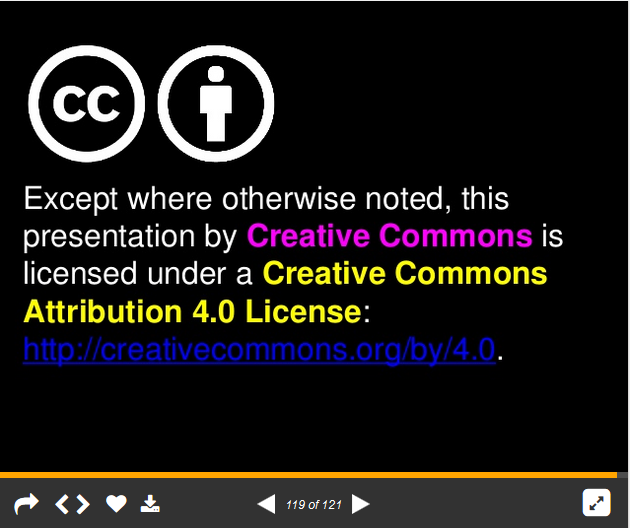 cc
Except where otherwise noted, this
presentation by Creative Commons is
licensed under a Creative Commons
Attribution 4.0 License:
http://creativecommons.org/by/4.0.
119 of 121